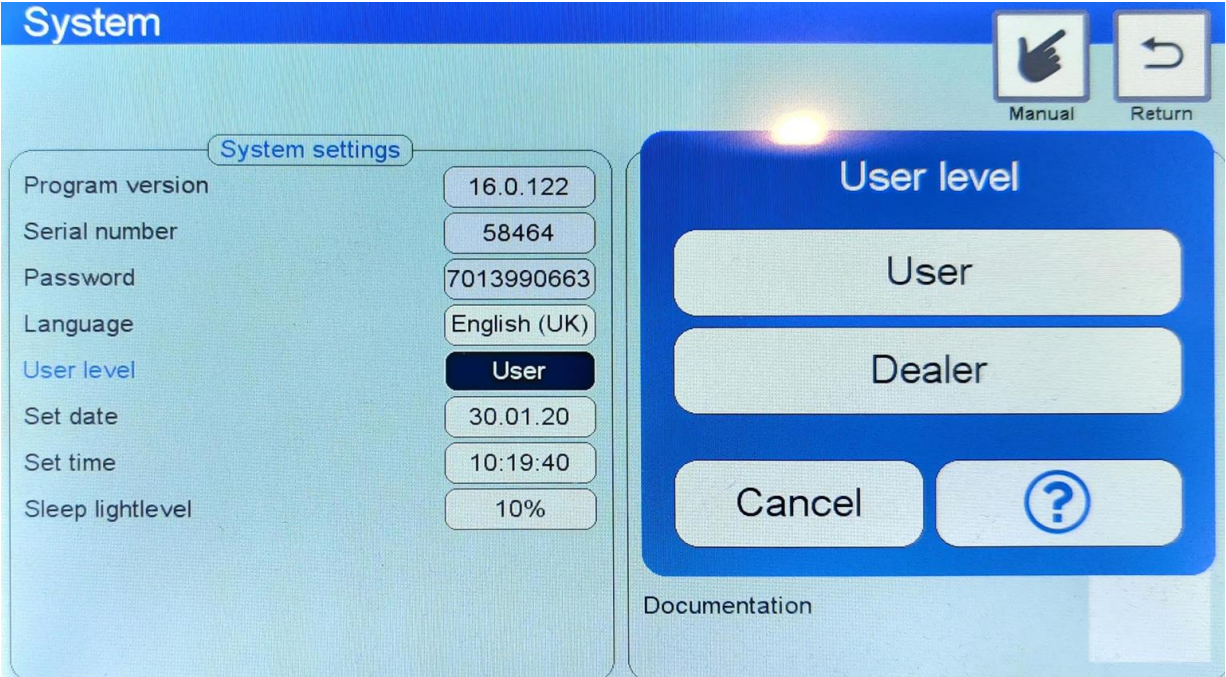 System
Manual
Return
System settings
Program version 16.0.122
Serial number 58464
Password 7013990663
Language English (UK)
User level User
Set date 30.01.20
Set time 10:19:40
Sleep lightlevel 10%
User level
User
Dealer
Cancel ?
Documentation